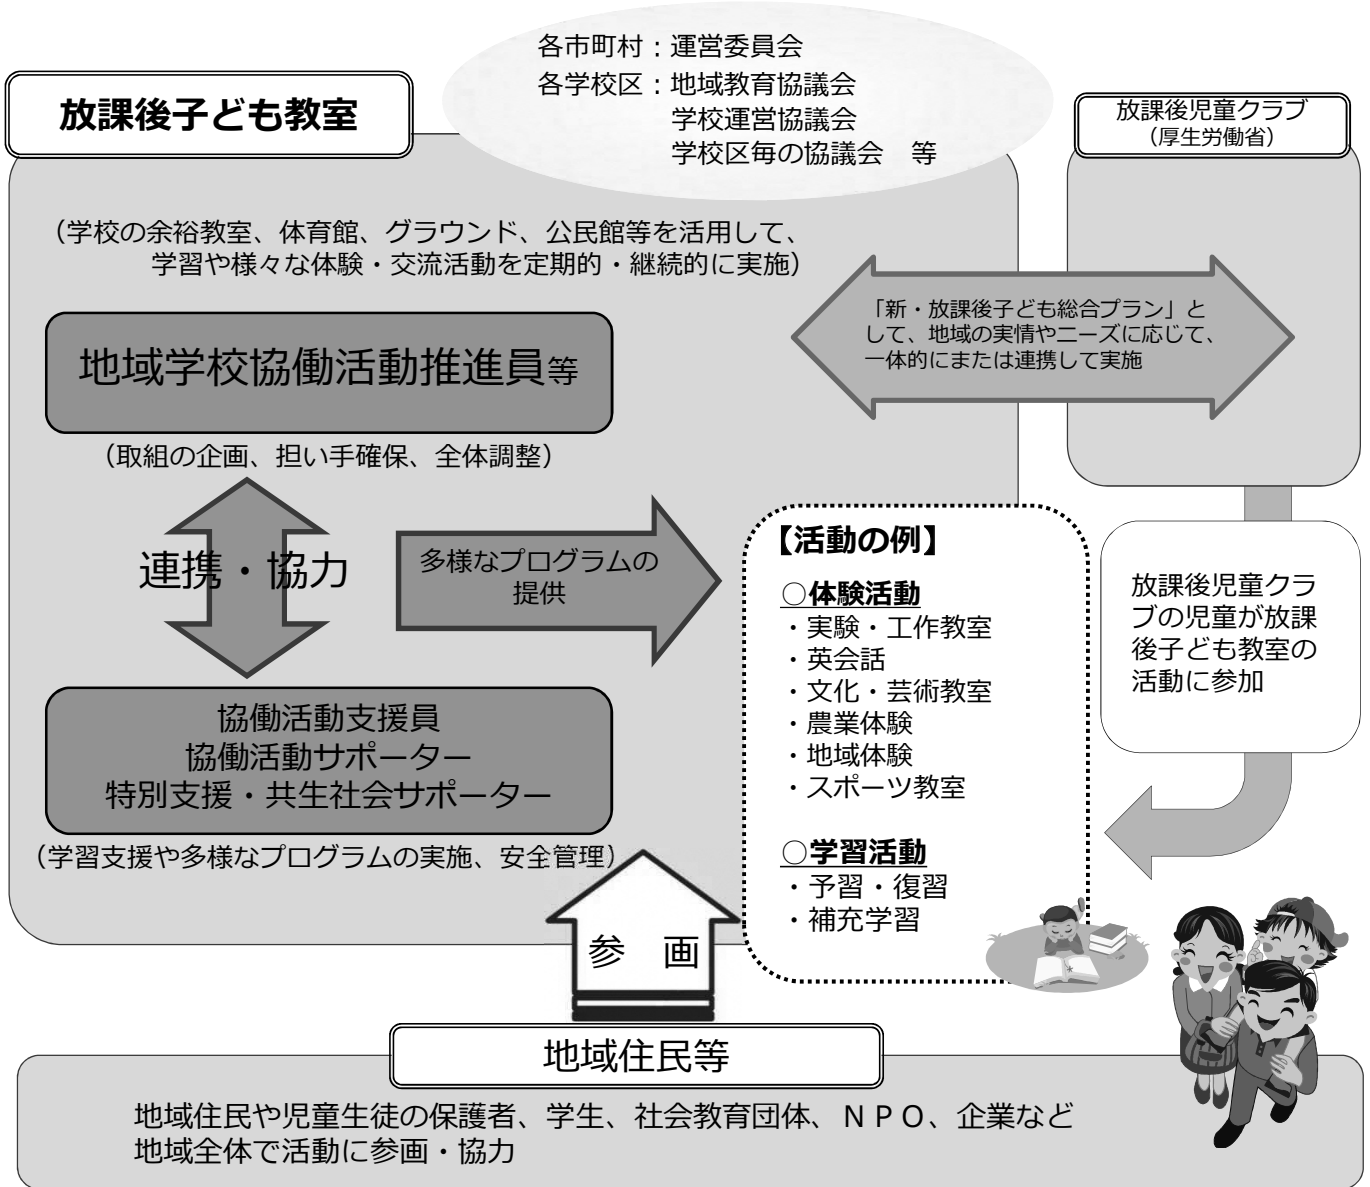 各市町村：運営委員会
各学校区：地域教育協議会
学校運営協議会
学校区毎の協議会　等
放課後子ども教室
放課後児童クラブ
（厚生労働省）
（学校の余裕教室、体育館、グラウンド、公民館等を活用して、
学習や様々な体験・交流活動を定期的・継続的に実施）
「新・放課後子ども総合プラン」と
して、地域の実情やニーズに応じて、
一体的にまたは連携して実施
地域学校協働活動推進員等
（取組の企画、担い手確保、全体調整）
連携・協力
多様なプログラムの
提供
協働活動支援員
協働活動サポーター
特別支援・共生社会サポーター
（学習支援や多様なプログラムの実施、安全管理）
【活動の例】
○体験活動
・実験・工作教室
・英会話
・文化・芸術教室
・農業体験
・地域体験
・スポーツ教室
○学習活動
・予習・復習
・補充学習
放課後児童クラ
ブの児童が放課
後子ども教室の
活動に参加
参　画
地域住民等
地域住民や児童生徒の保護者、学生、社会教育団体、ＮＰＯ、企業など
地域全体で活動に参画・協力